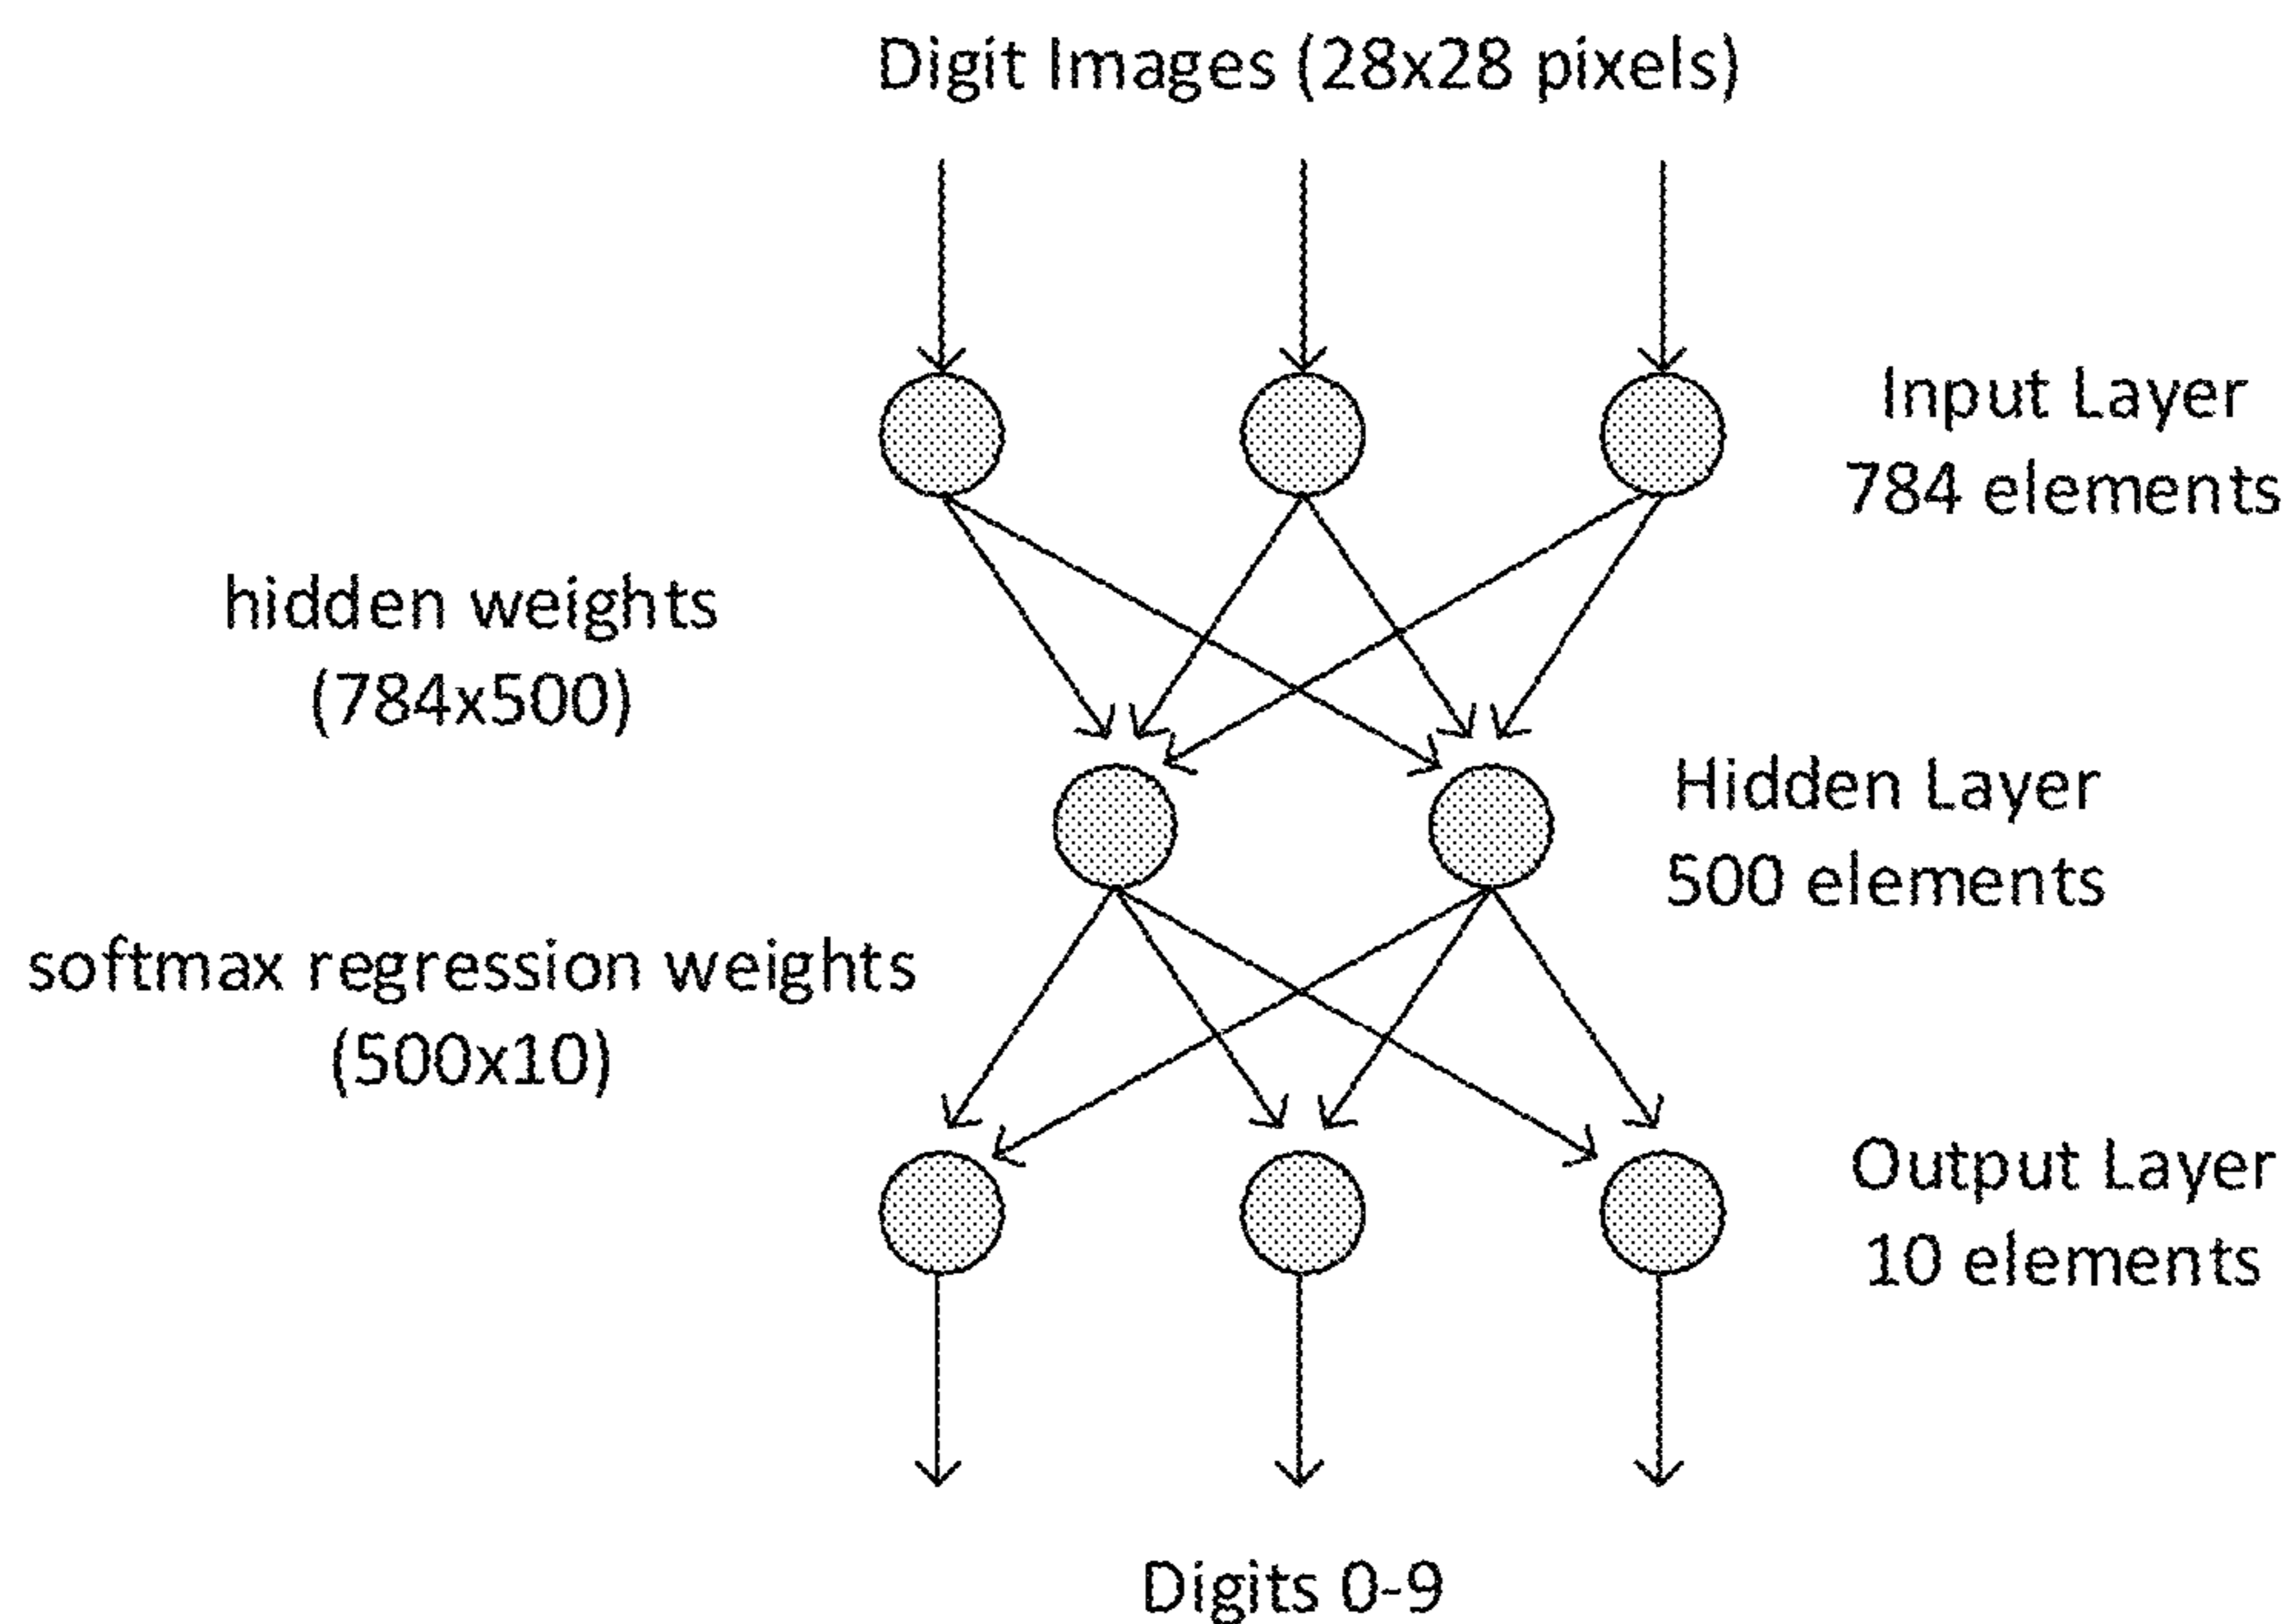 Digit Images (28x28 pixels)
Input Layer
784 elements
hidden weights
(784x500)
Hidden Layer
500 elements
softmax regression weights
(500x10)
Output Layer
10 elements
Digits 0-9